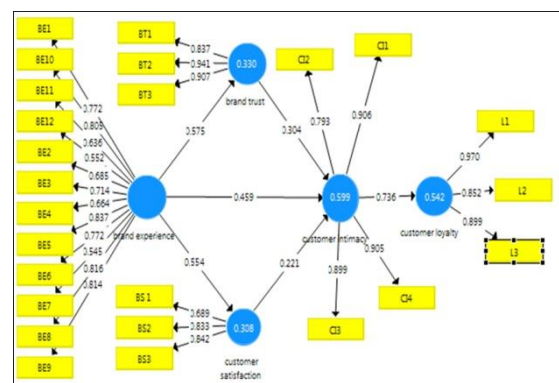 BE1
BE10
BE11
BE12
BE2
BE3
BE4
BE5
BE6
BE7
BE8
BE9
0.772
0.809
0.636
0.552
0.685
0.714
0.664
0.837
0.772
0.545
0.816
0.814
brand experience
BT1
BT2
BT3
0.837
0.941
0.907
0.330
brand trust
0.575
0.304
0.459
0.554
0.221
BS 1
BS2
BS3
0.689
0.833
0.842
0.308
customer
satisfaction
CI2
CI1
0.793
0.906
0.599
customer intimacy
0.899
0.905
CI3
CI4
0.736
0.542
customer loyalty
0.970
0.852
0.899
L1
L2
L3